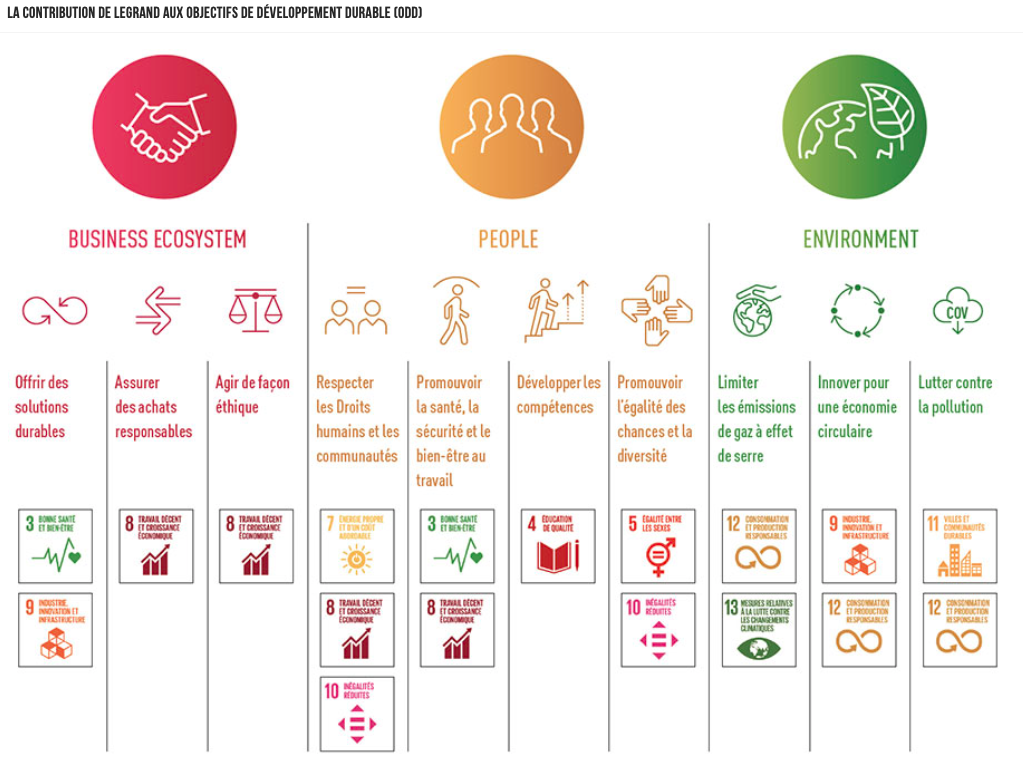 LA CONTRIBUTION DE LEGRAND AUX OBJECTIFS DE DÉVELOPPEMENT DURABLE (ODD)
BUSINESS ECOSYSTEM
PEOPLE
ENVIRONMENT
COV
Offrir des
solutions
durables
Assurer
des achats
responsables
Agir de façon
éthique
Respecter
les Droits
humains et les
communautés
Promouvoir
la santé, la
sécurité et le
bien-être au
travail
Développer les
compétences
Promouvoir
l'égalité des
chances et la
diversité
Limiter
les émissions
de gaz à effet
de serre
Innover pour
une économie
circulaire
Lutter contre
la pollution
3 BONNE SANTÉ
ET BIEN-ÊTRE
8 TRAVAIL DÉCENT
ET CROISSANCE
ÉCONOMIQUE
8 TRAVAIL DÉCENT
ET CROISSANCE
ÉCONOMIQUE
7 ÉNERGIE PROPRE
ET D'UN COÛT
ABORDABLE
3 BONNE SANTÉ
ET BIEN-ÊTRE
4 ÉDUCATION
DE QUALITÉ
5 ÉGALITÉ ENTRE
LES SEXES
12 CONSOMMATION
ET PRODUCTION
RESPONSABLES
9 INDUSTRIE,
INNOVATION ET
INFRASTRUCTURE
11 VILLES ET
COMMUNAUTÉS
DURABLES
9 INDUSTRIE,
INNOVATION ET
INFRASTRUCTURE
8 TRAVAIL DÉCENT
ET CROISSANCE
ÉCONOMIQUE
8 TRAVAIL DÉCENT
ET CROISSANCE
ÉCONOMIQUE
10 INÉGALITÉS
RÉDUITES
13 MESURES RELATIVES
À LA LUTTE CONTRE
LES CHANGEMENTS
CLIMATIQUES
12 CONSOMMATION
ET PRODUCTION
RESPONSABLES
12 CONSOMMATION
ET PRODUCTION
RESPONSABLES
10 INÉGALITÉS
RÉDUITES